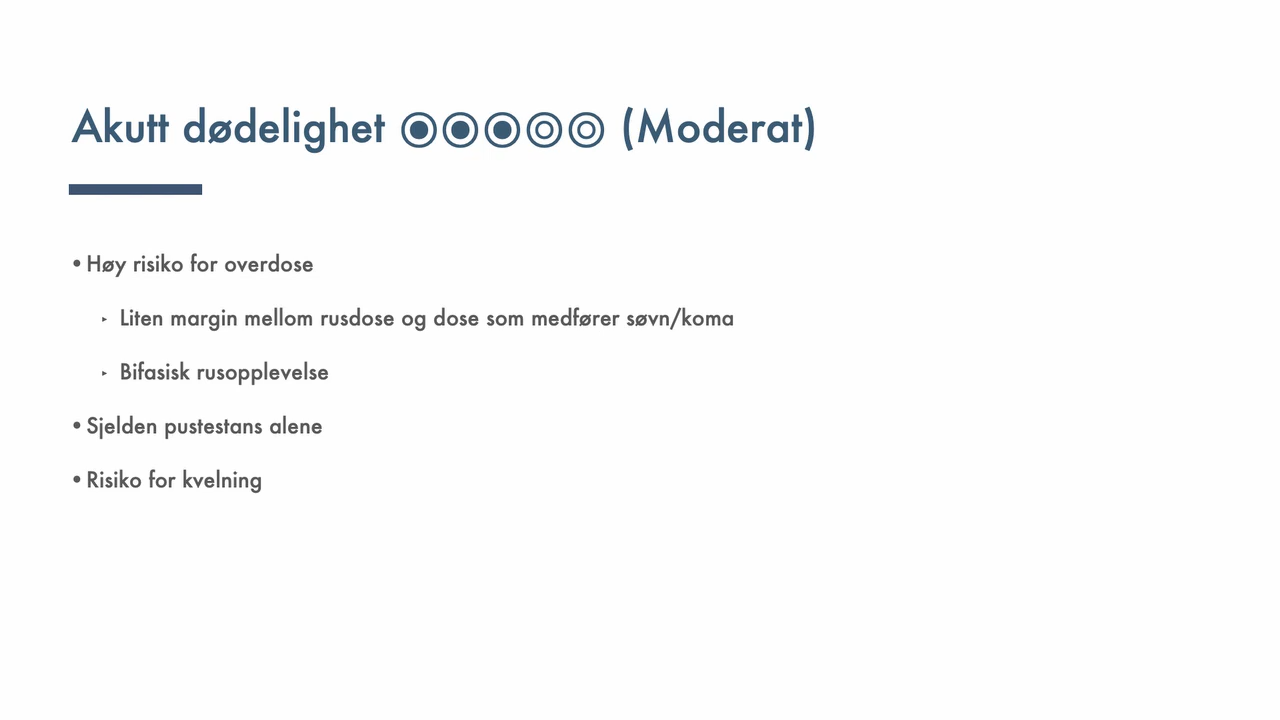 Akutt dødelighet ◉◉◉◎◎ (Moderat)
• Høy risiko for overdose
‣ Liten margin mellom rusdose og dose som medfører søvn/koma
‣ Bifasisk rusopplevelse
• Sjelden pustestans alene
• Risiko for kvelning